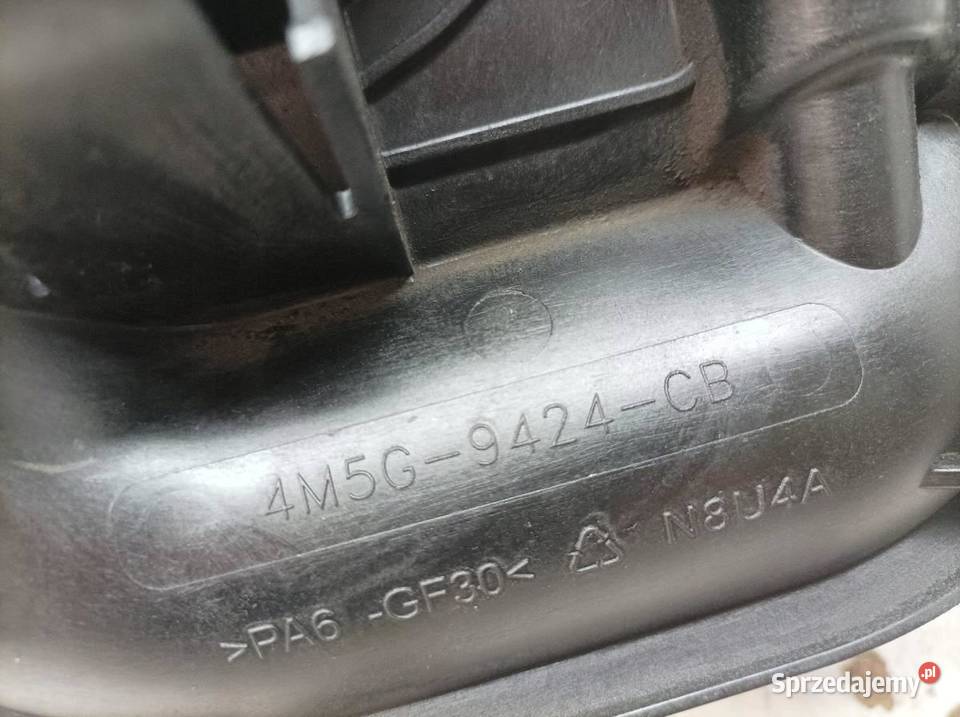 4M5G-9424-CB
>PA6 -GF30< N8U4A
Sprzedajemy.pl